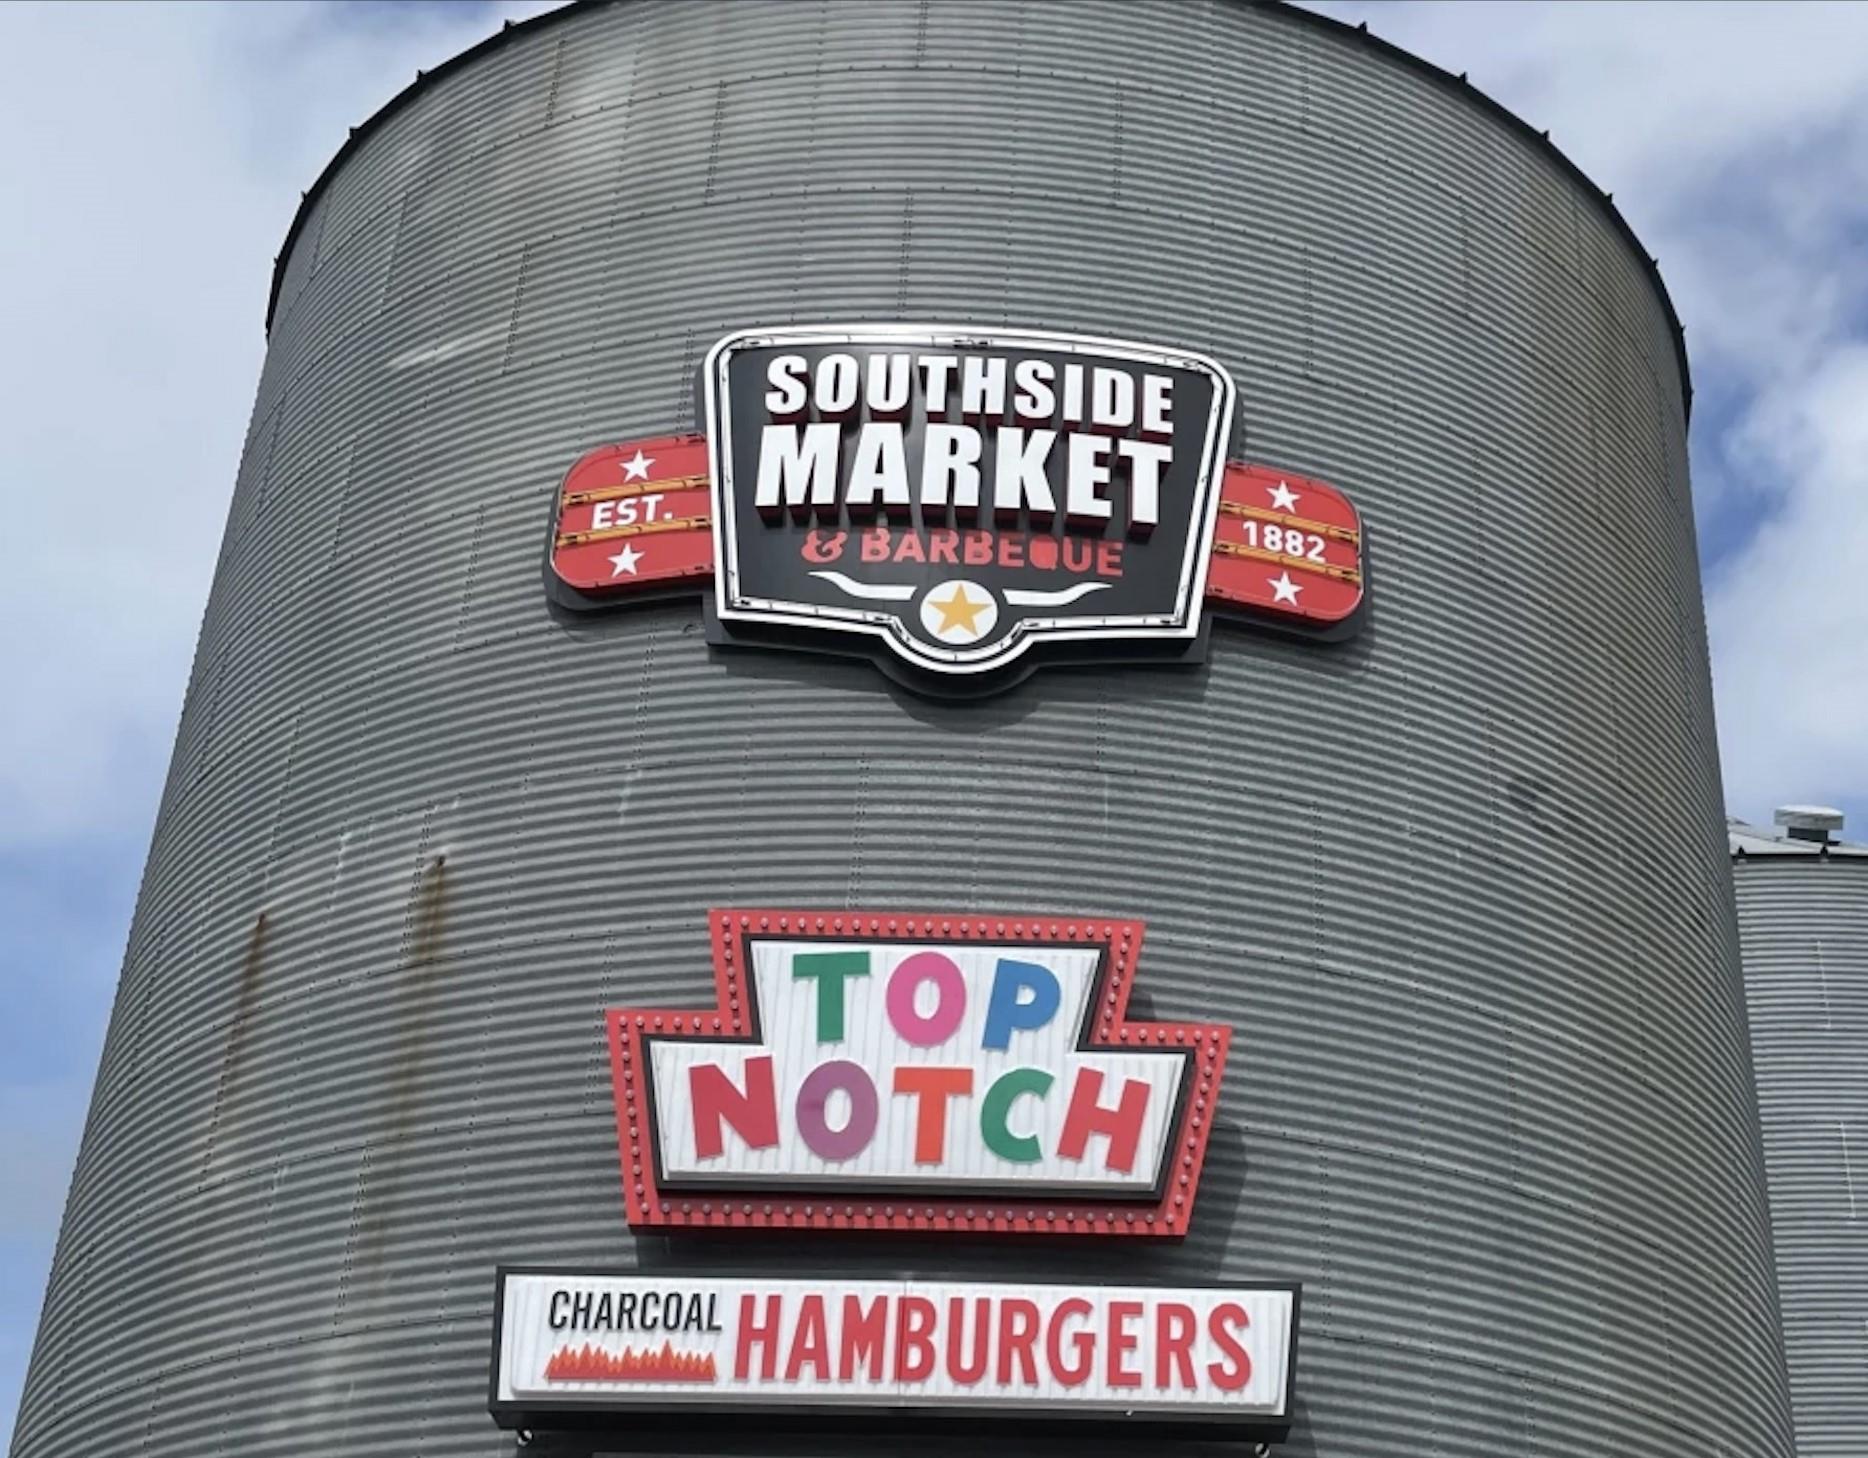 SOUTHSIDE
MARKET
& BARBEQUE
EST.
1882
TOP
NOTCH
CHARCOAL HAMBURGERS